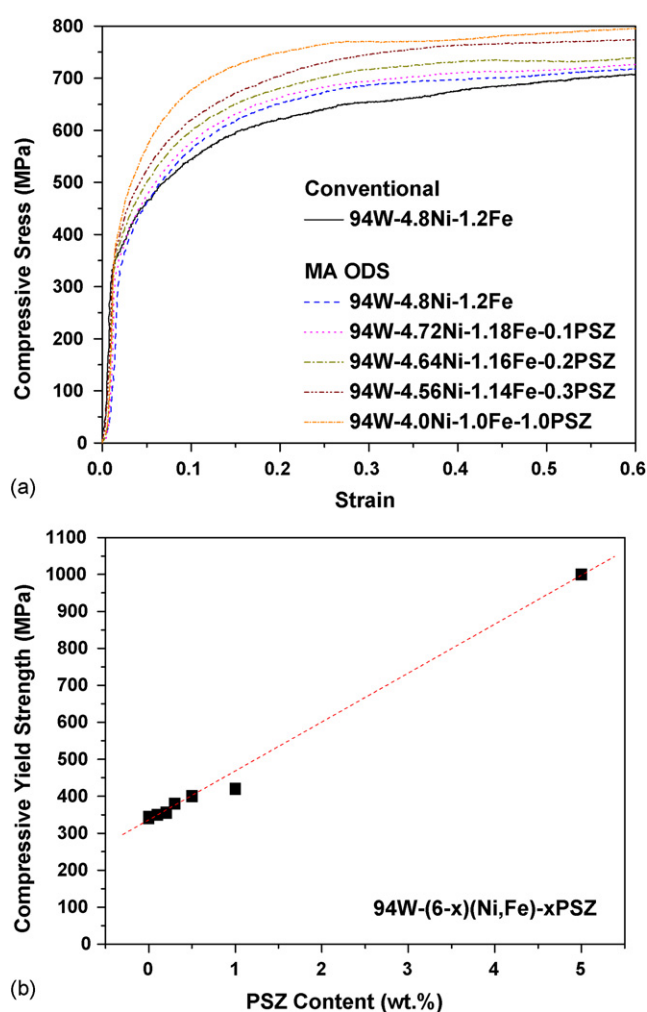 800
700
600
500
400
300
200
100
0
Compressive Sress (MPa)
Conventional
94W-4.8Ni-1.2Fe
MA ODS
94W-4.8Ni-1.2Fe
94W-4.72Ni-1.18Fe-0.1PSZ
94W-4.64Ni-1.16Fe-0.2PSZ
94W-4.56Ni-1.14Fe-0.3PSZ
94W-4.0Ni-1.0Fe-1.0PSZ
0.0 0.1 0.2 0.3 0.4 0.5 0.6
(a)
Strain
1100
1000
900
800
700
600
500
400
300
200
100
0
Compressive Yield Strength (MPa)
94W-(6-x)(Ni,Fe)-xPSZ
0 1 2 3 4 5
(b)
PSZ Content (wt.%)